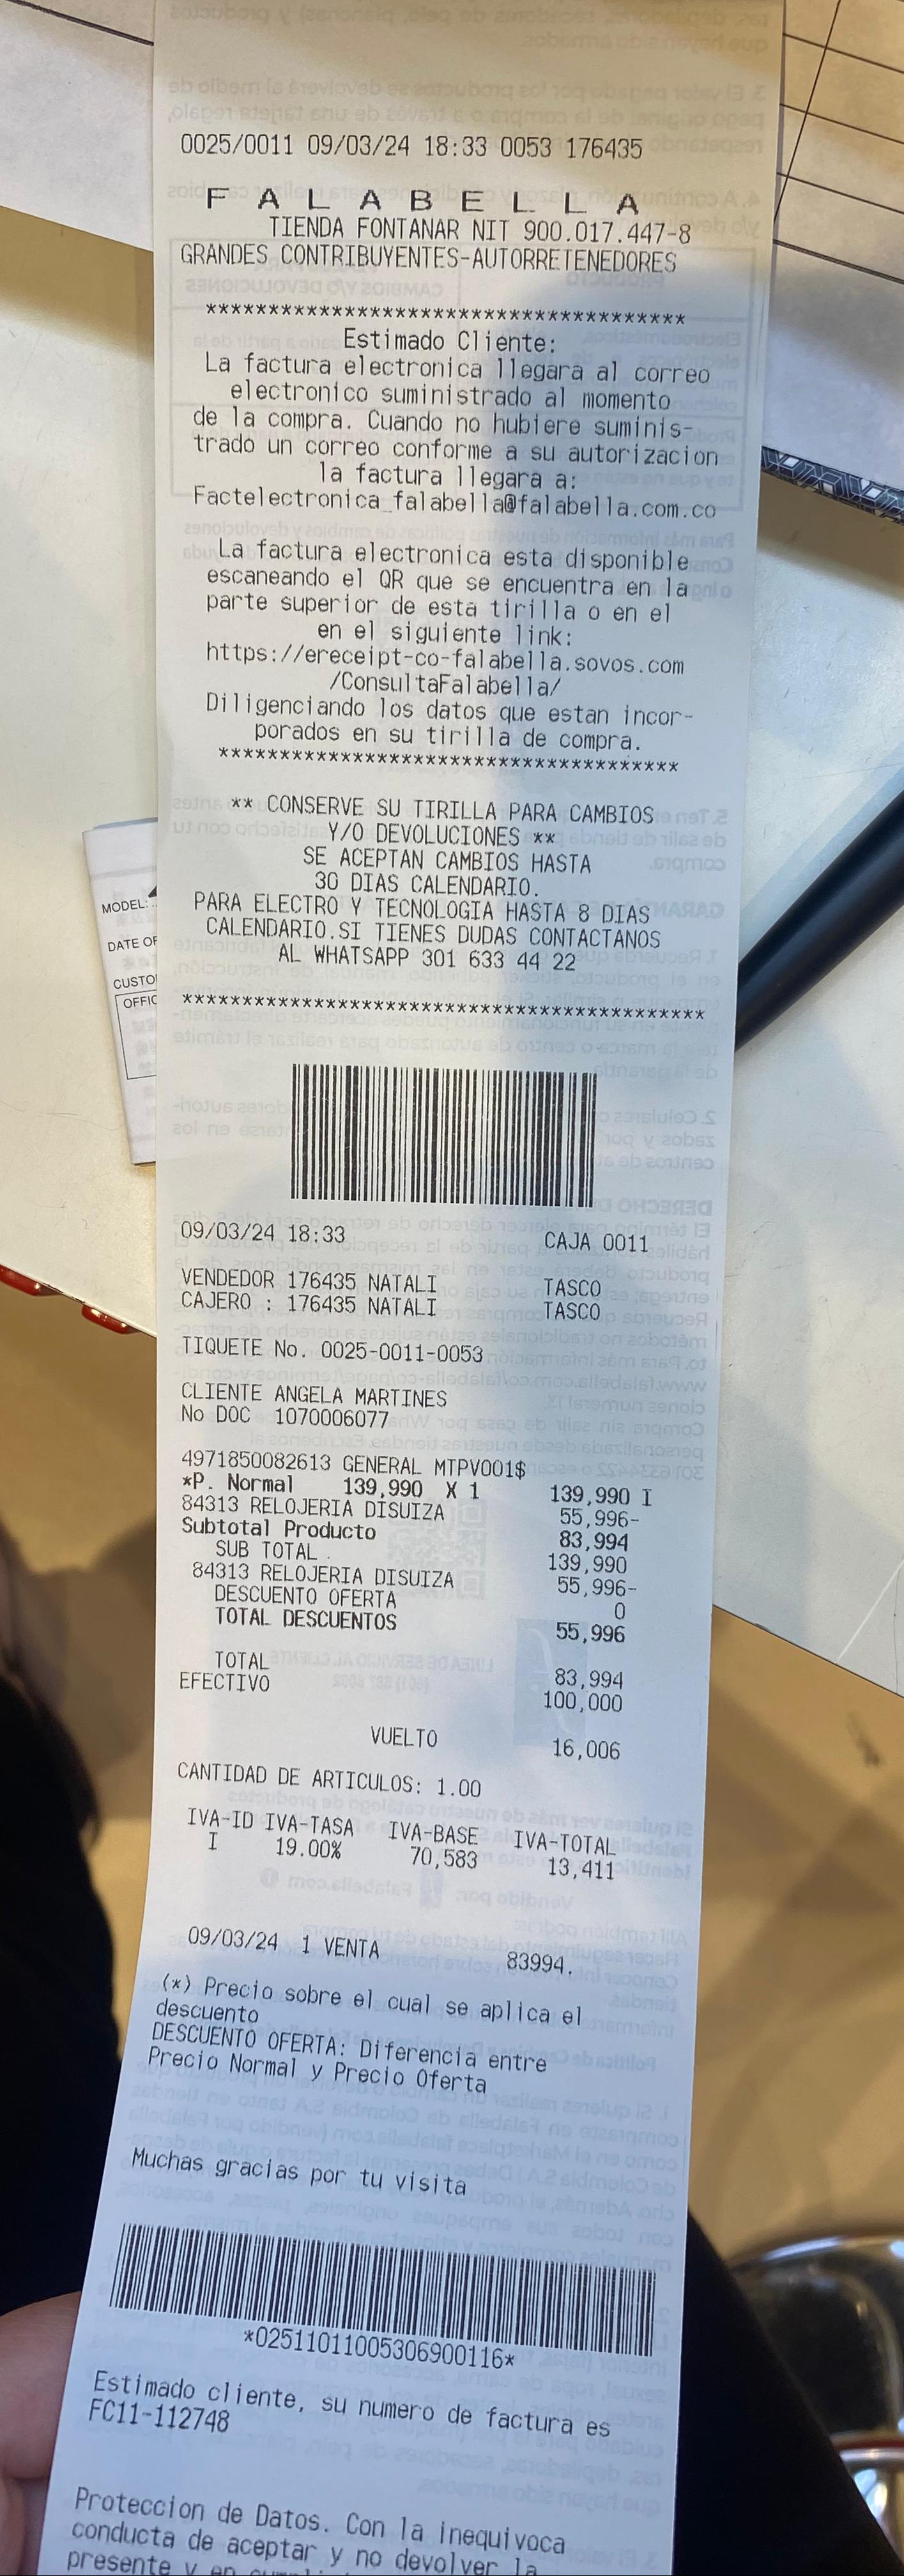 0025/0011 09/03/24 18:33 0053 176435
F A L A B E L L A
TIENDA FONTANAR NIT 900.017.447-8
GRANDES CONTRIBUYENTES-AUTORRETENEDORES
***************************************
Estimado Cliente:
La factura electronica llegara al correo
electronico suministrado al momento
de la compra. Cuando no hubiere suminis-
trado un correo conforme a su autorizacion
la factura llegara a:
Factelectronica_falabella@falabella.com.co
La factura electronica esta disponible
escaneando el QR que se encuentra en la
parte superior de esta tirilla o en el
en el siguiente link:
https://ereceipt-co-falabella.sovos.com
/ConsultaFalabella/
Diligenciando los datos que estan incor-
porados en su tirilla de compra.
**************************************
** CONSERVE SU TIRILLA PARA CAMBIOS
Y/O DEVOLUCIONES **
SE ACEPTAN CAMBIOS HASTA
30 DIAS CALENDARIO.
PARA ELECTRO Y TECNOLOGIA HASTA 8 DIAS
CALENDARIO.SI TIENES DUDAS CONTACTANOS
AL WHATSAPP 301 633 44 22
********************************************
09/03/24 18:33 CAJA 0011
VENDEDOR 176435 NATALI TASCO
CAJERO : 176435 NATALI TASCO
TIQUETE No. 0025-0011-0053
CLIENTE ANGELA MARTINES
No DOC 1070006077
4971850082613 GENERAL MTPV001$
*P. Normal 139,990 X 1 139,990 I
84313 RELOJERIA DISUIZA 55,996-
Subtotal Producto 83,994
SUB TOTAL 139,990
84313 RELOJERIA DISUIZA 55,996-
DESCUENTO OFERTA 0
TOTAL DESCUENTOS 55,996
TOTAL 83,994
EFECTIVO 100,000
VUELTO 16,006
CANTIDAD DE ARTICULOS: 1.00
IVA-ID IVA-TASA IVA-BASE IVA-TOTAL
I 19.00% 70,583 13,411
09/03/24 1 VENTA 83994.
(*) Precio sobre el cual se aplica el
descuento
DESCUENTO OFERTA: Diferencia entre
Precio Normal y Precio Oferta
Muchas gracias por tu visita
*02511011005306900116*
Estimado cliente, su numero de factura es
FC11-112748
Proteccion de Datos. Con la inequivoca
conducta de aceptar y no devolver la
presente y en
MODEL:
DATE OF
CUSTO
OFFIC